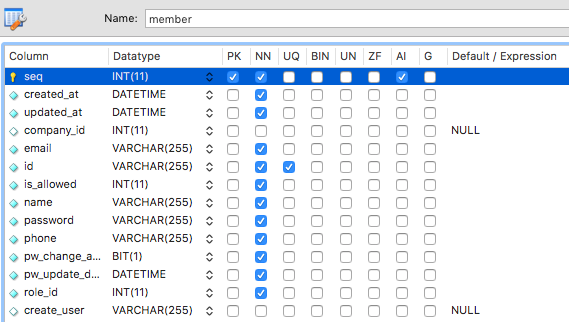 Name: member
Column Datatype PK NN UQ BIN UN ZF AI G Default / Expression
seq INT(11)
created_at DATETIME
updated_at DATETIME
company_id INT(11) NULL
email VARCHAR(255)
id VARCHAR(255)
is_allowed INT(11)
name VARCHAR(255)
password VARCHAR(255)
phone VARCHAR(255)
pw_change_a... BIT(1)
pw_update_d... DATETIME
role_id INT(11)
create_user VARCHAR(255) NULL